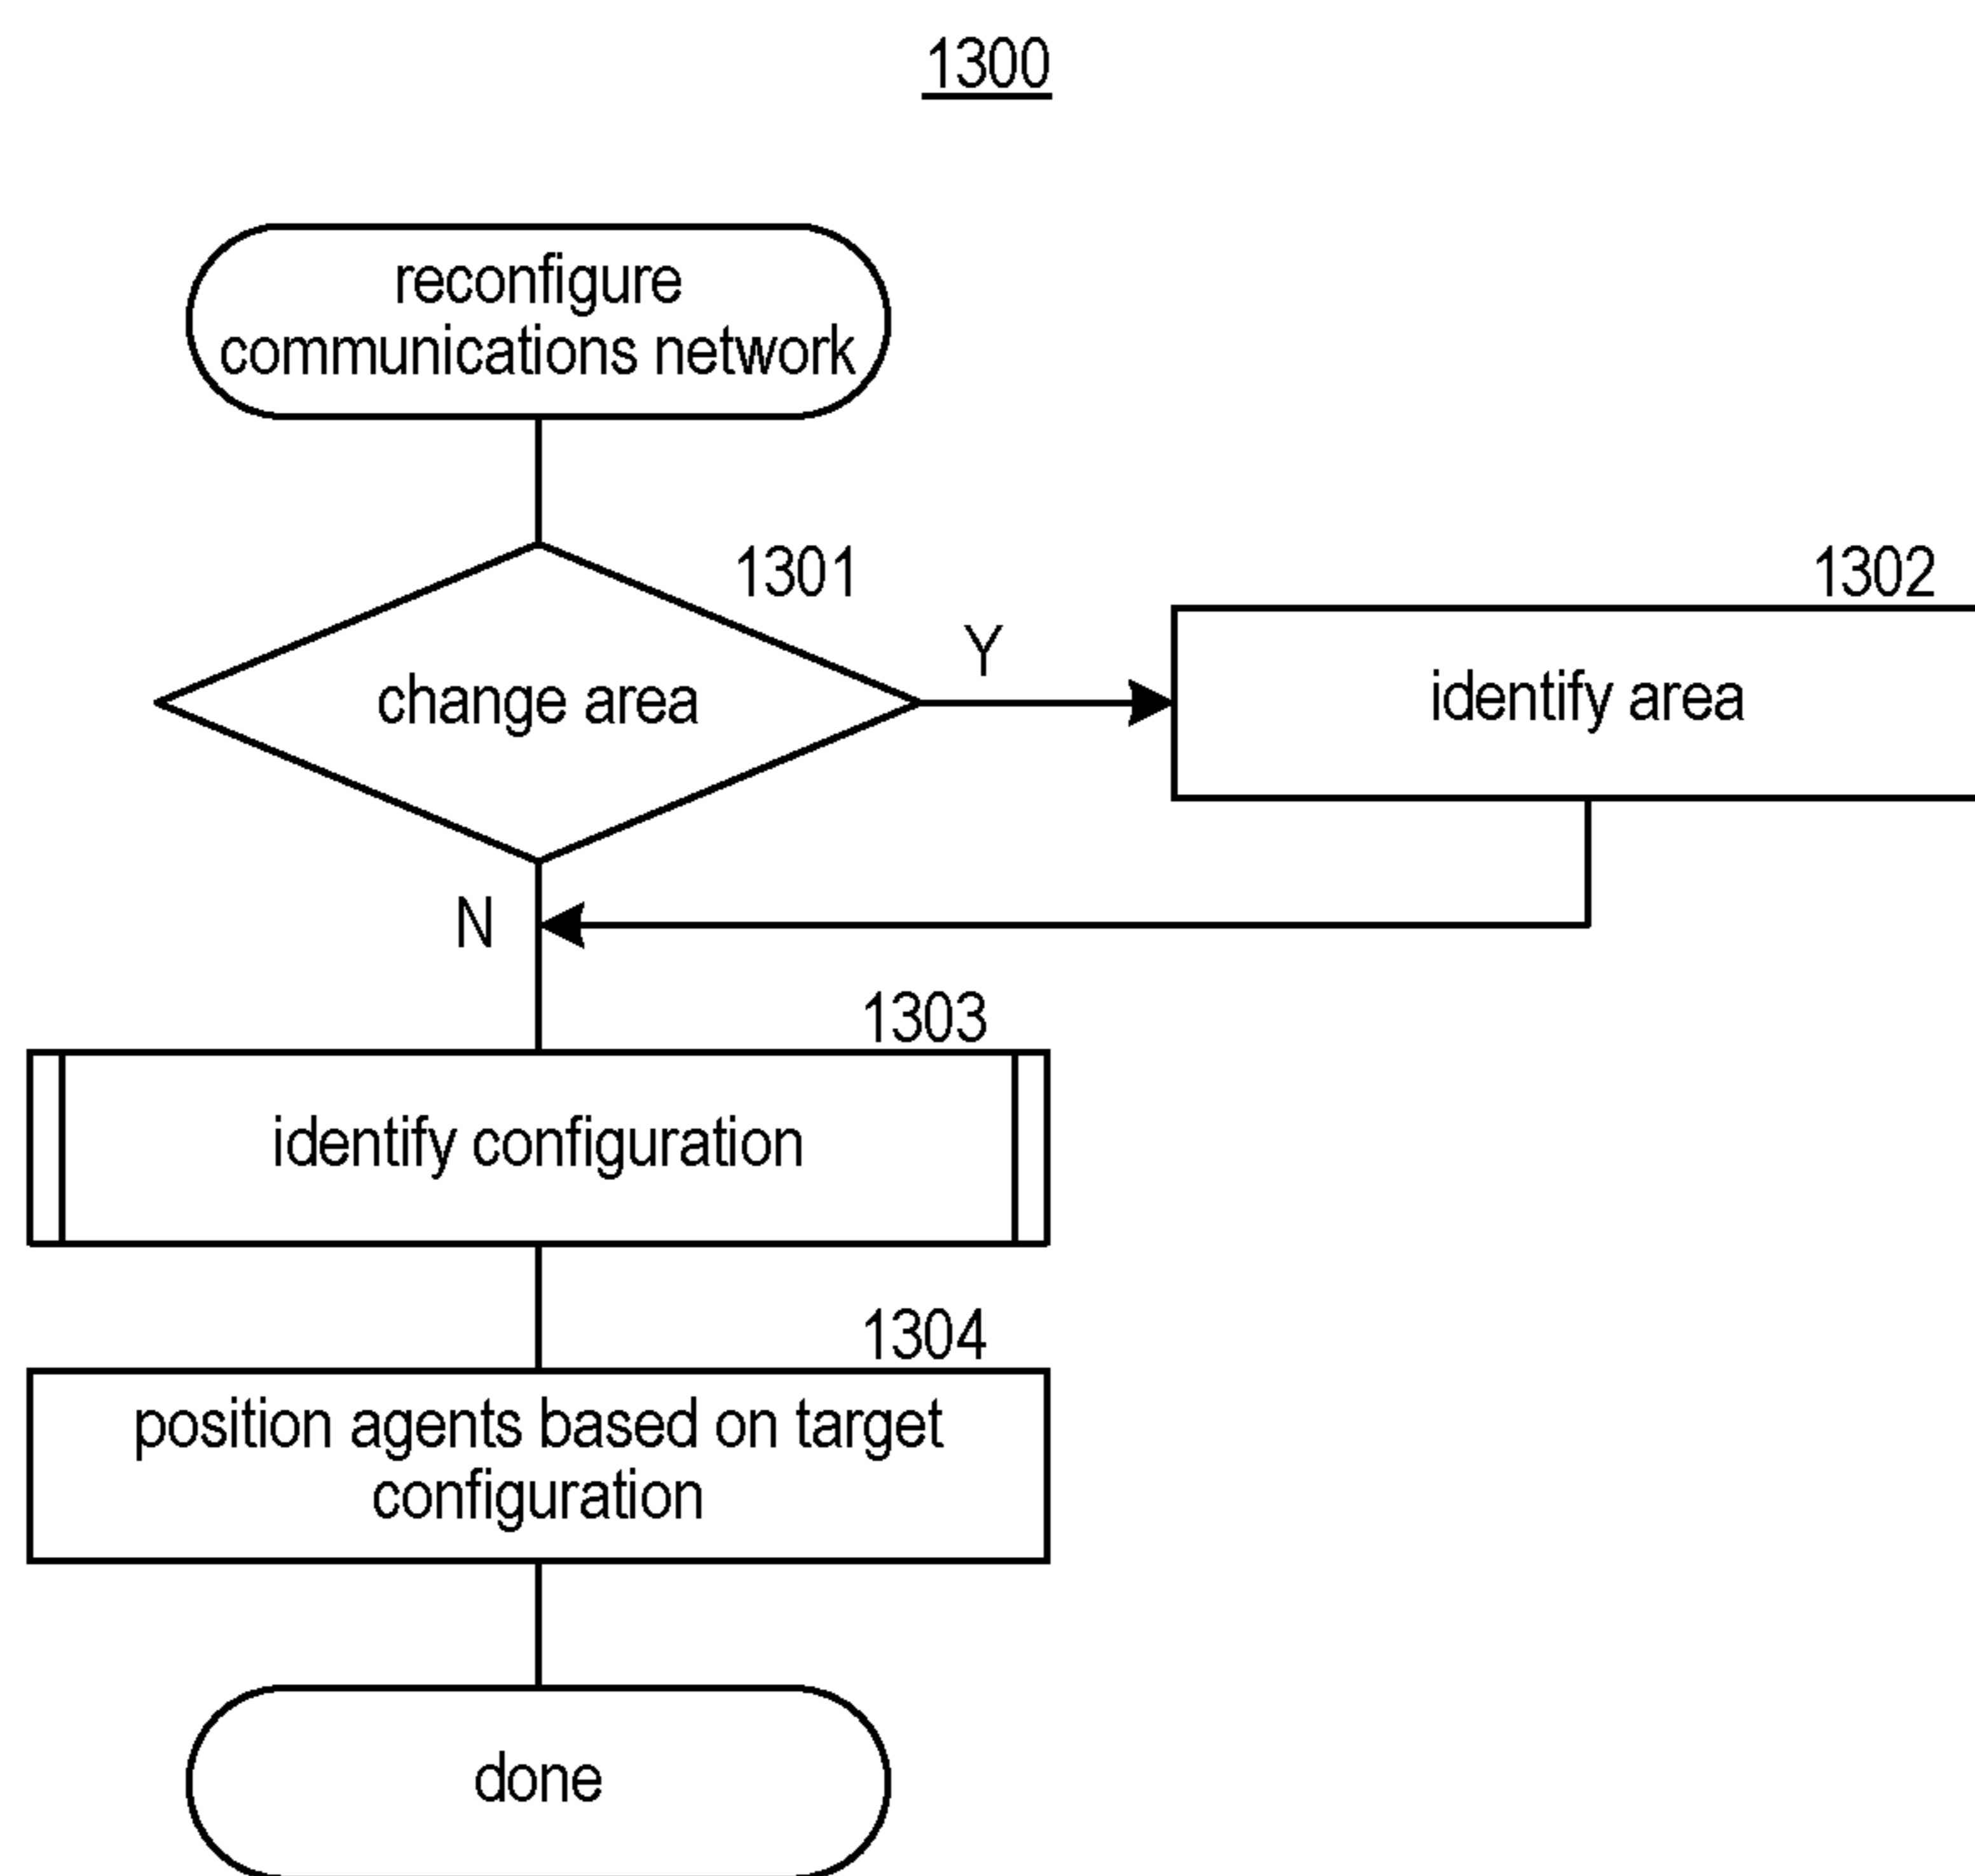 1300
reconfigure
communications network
1301
change area
Y
1302
identify area
N
1303
identify configuration
1304
position agents based on target
configuration
done